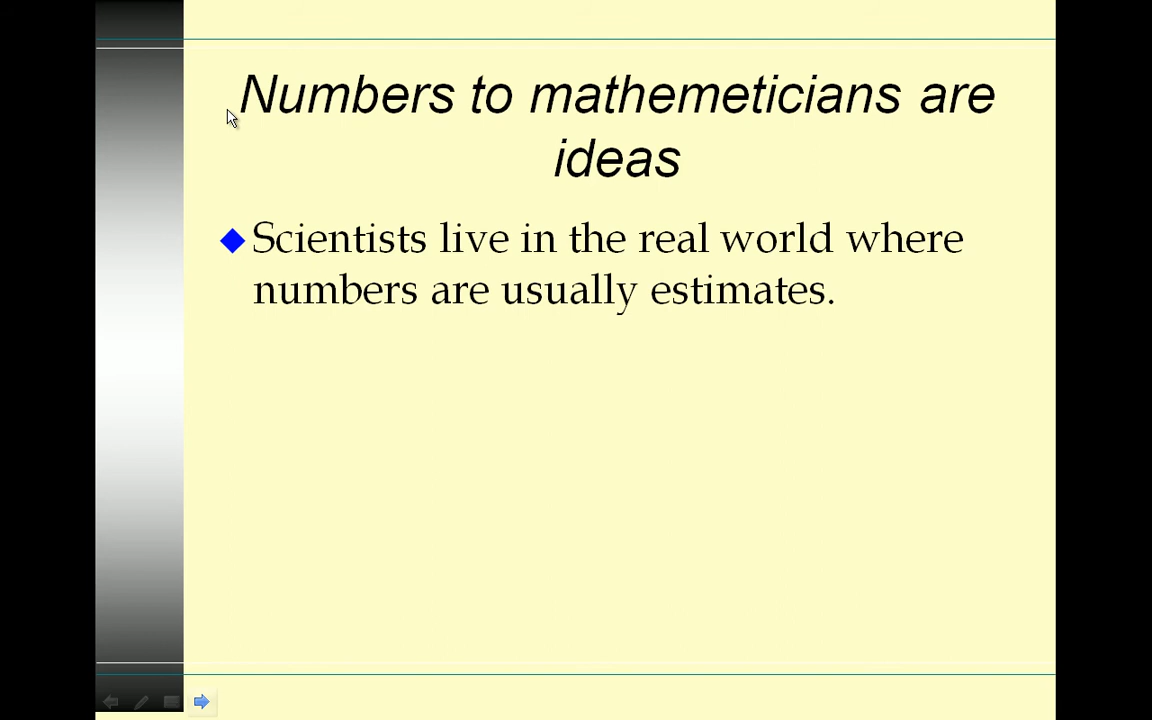 Numbers to mathemeticians are
ideas
Scientists live in the real world where
numbers are usually estimates.